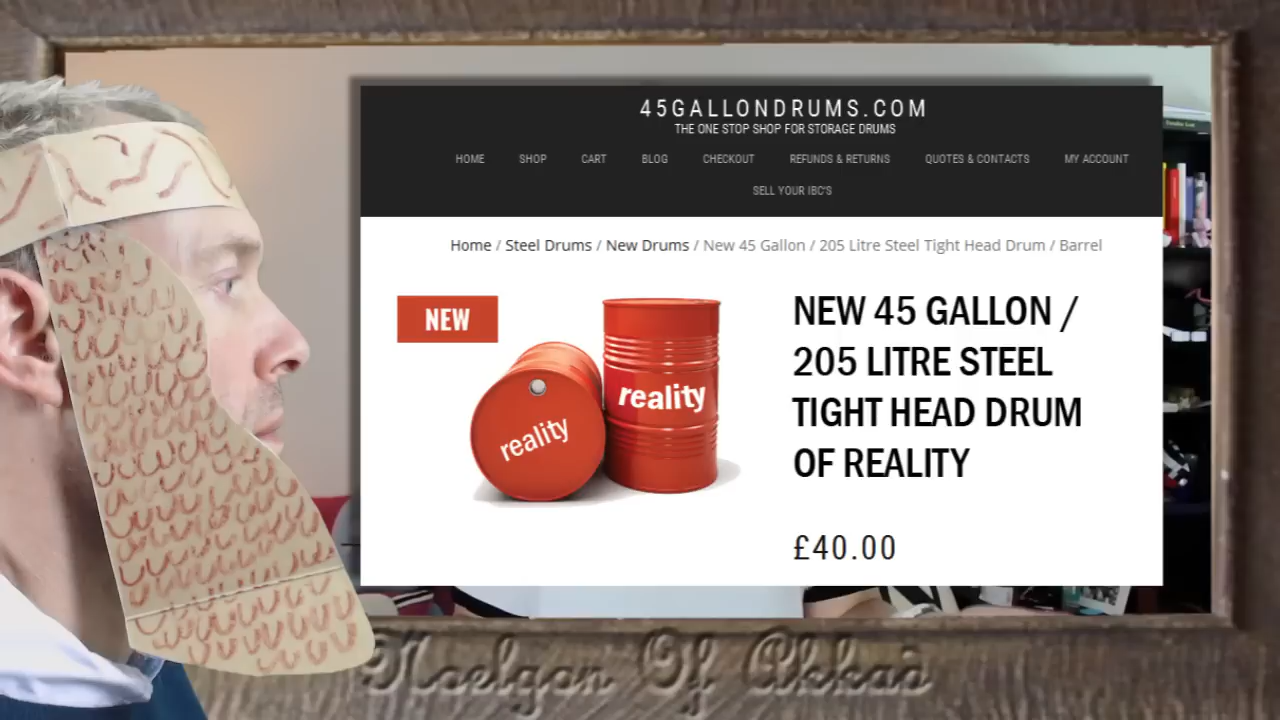 45GALLONDRUMS.COM
THE ONE STOP SHOP FOR STORAGE DRUMS
HOME SHOP CART BLOG CHECKOUT REFUNDS & RETURNS QUOTES & CONTACTS MY ACCOUNT
SELL YOUR IBC'S
Home / Steel Drums / New Drums / New 45 Gallon / 205 Litre Steel Tight Head Drum / Barrel
NEW
reality
reality
NEW 45 GALLON /
205 LITRE STEEL
TIGHT HEAD DRUM
OF REALITY
£40.00
Noelgon Of Akkad